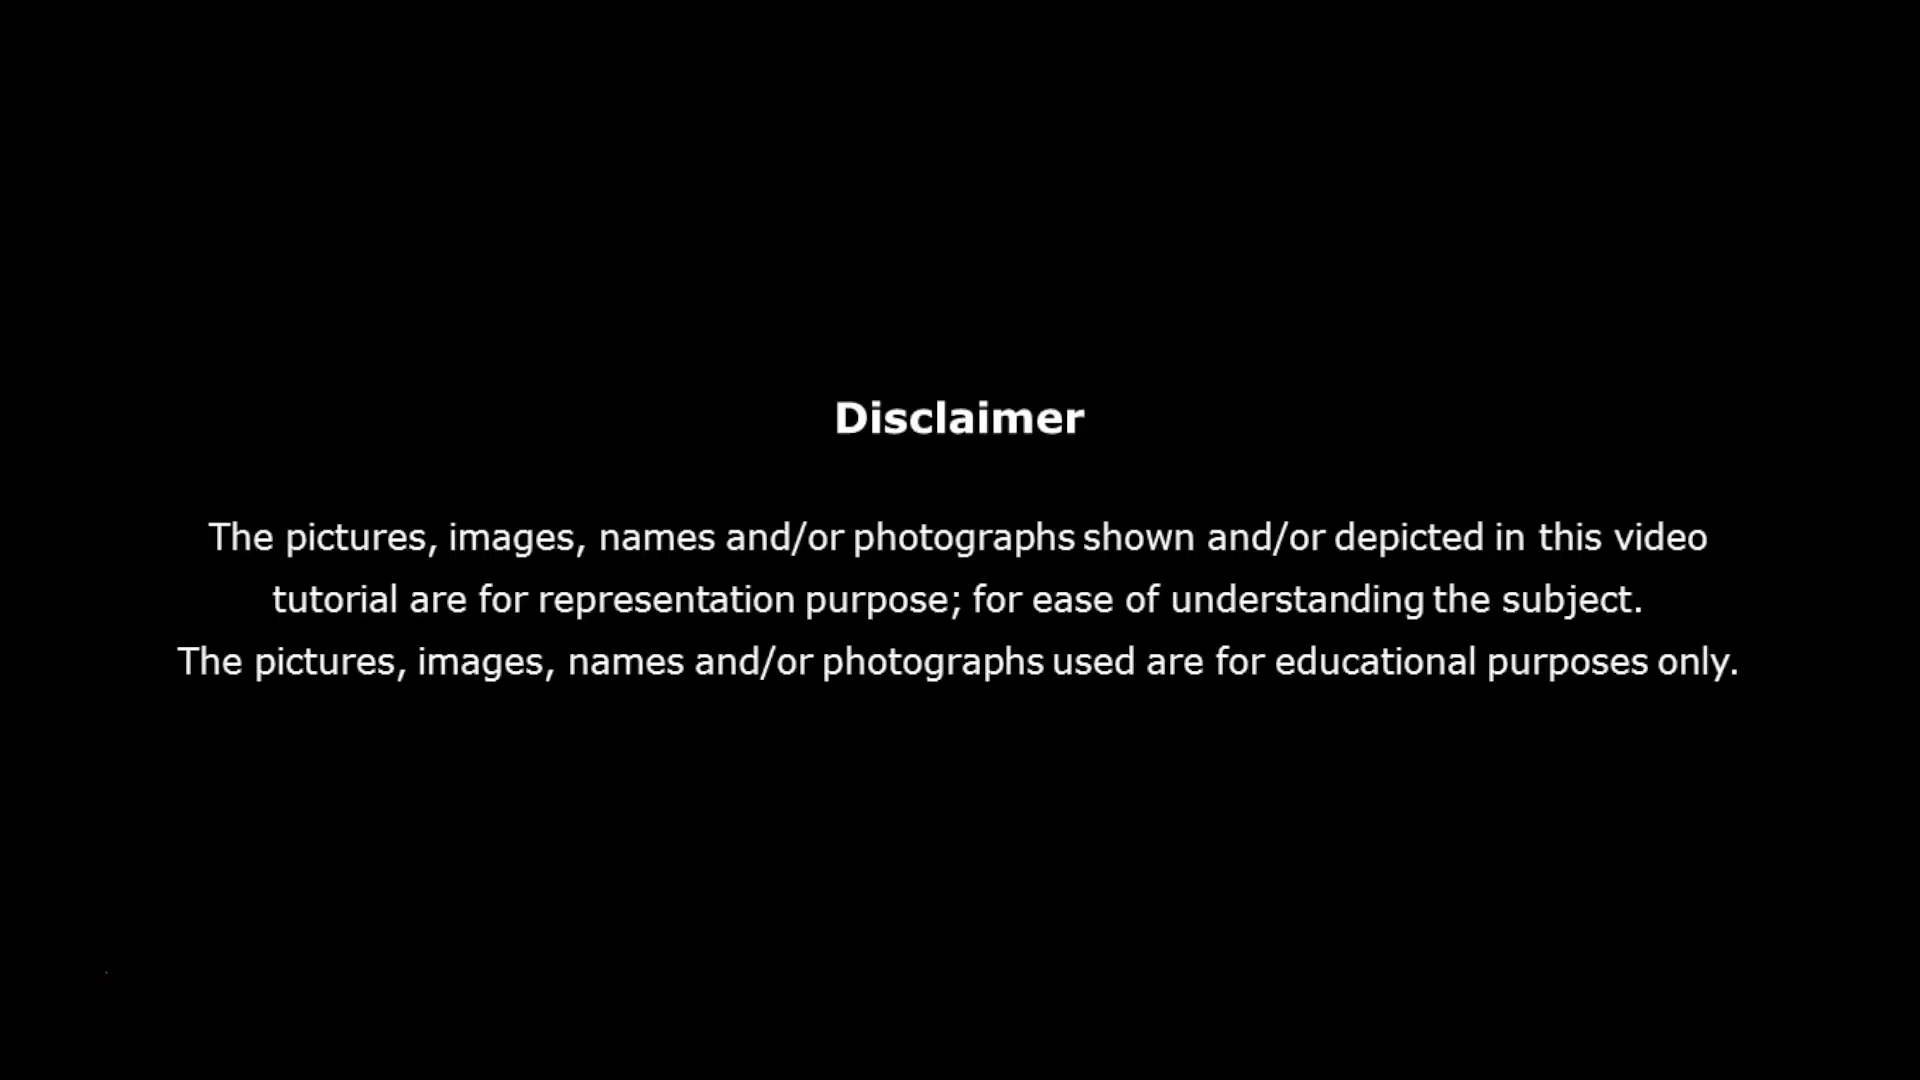 Disclaimer
The pictures, images, names and/or photographs shown and/or depicted in this video
tutorial are for representation purpose; for ease of understanding the subject.
The pictures, images, names and/or photographs used are for educational purposes only.